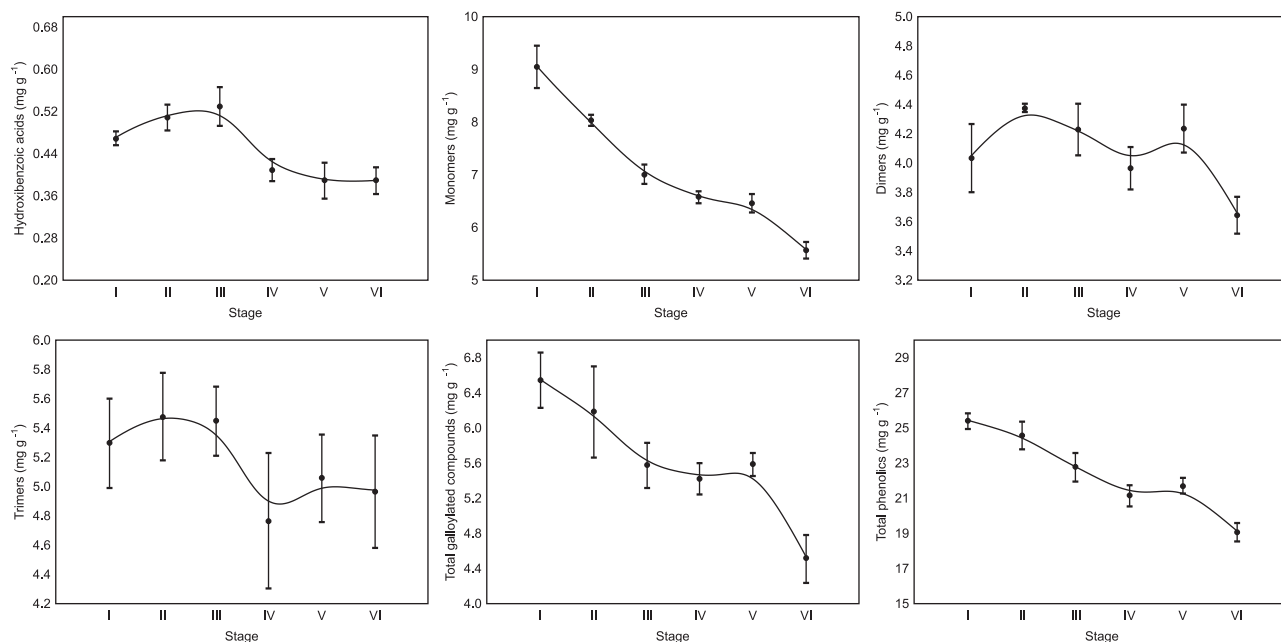 Hydroxibenzoic acids (mg g⁻¹)
0.68
0.60
0.52
0.44
0.36
0.28
0.20
I II III IV V VI
Stage
Monomers (mg g⁻¹)
10
9
8
7
6
5
I II III IV V VI
Stage
Dimers (mg g⁻¹)
5.0
4.8
4.6
4.4
4.2
4.0
3.8
3.6
3.4
3.2
I II III IV V VI
Stage
Trimers (mg g⁻¹)
6.0
5.8
5.6
5.4
5.2
5.0
4.8
4.6
4.4
4.2
I II III IV V VI
Stage
Total galloylated compounds (mg g⁻¹)
6.8
6.4
6.0
5.6
5.2
4.8
4.4
4.0
I II III IV V VI
Stage
Total phenolics (mg g⁻¹)
29
27
25
23
21
19
17
15
I II III IV V VI
Stage